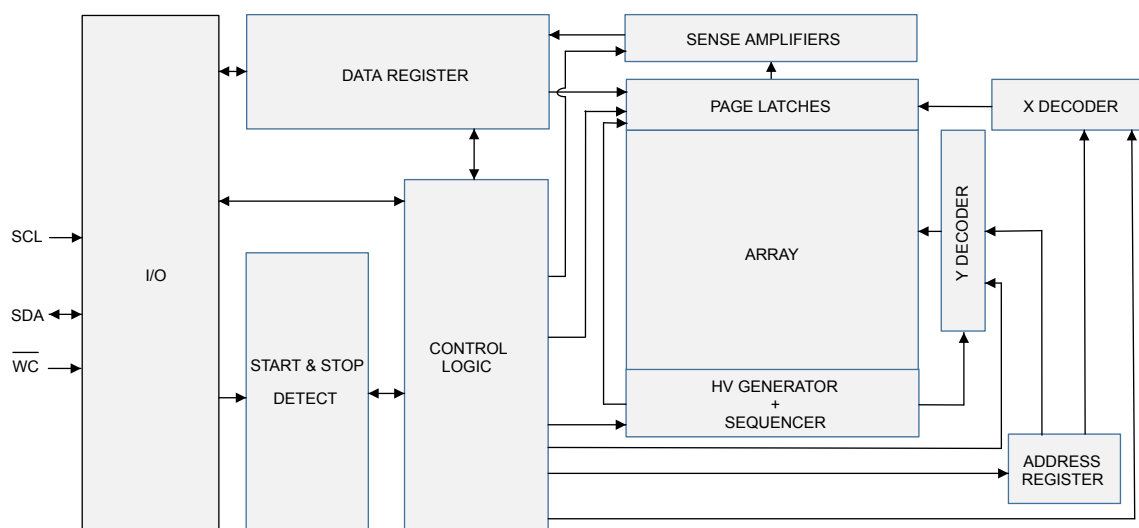 SENSE AMPLIFIERS
DATA REGISTER
PAGE LATCHES
X DECODER
SCL
I/O
SDA
W̅C̅
START & STOP
DETECT
CONTROL
LOGIC
ARRAY
Y DECODER
HV GENERATOR
+
SEQUENCER
ADDRESS
REGISTER